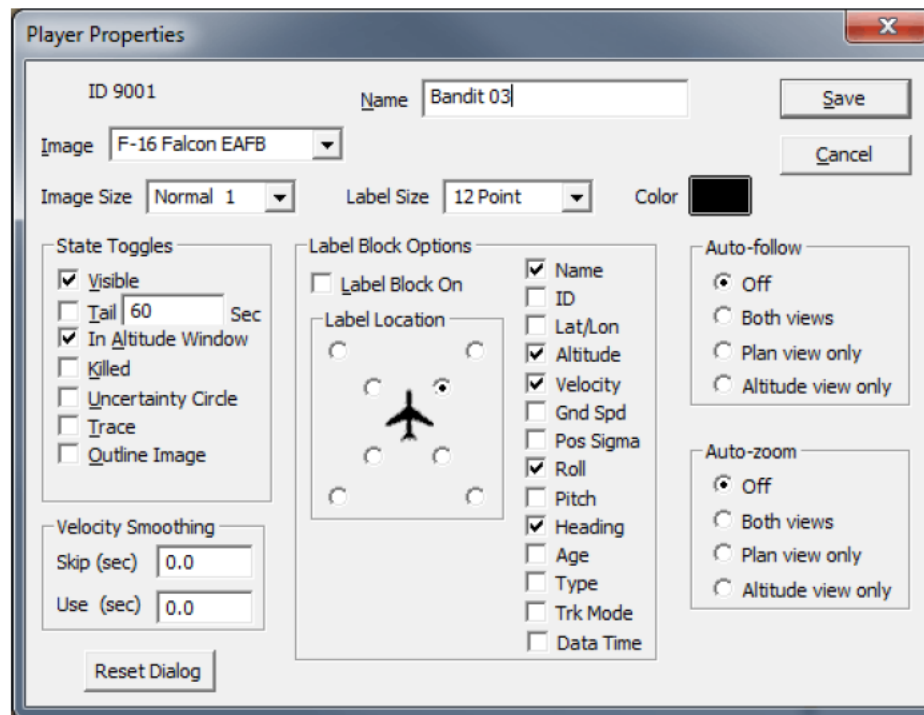 Player Properties
ID 9001
Name Bandit 03
Save
Image F-16 Falcon EAFB
Cancel
Image Size Normal 1 Label Size 12 Point Color
State Toggles
Visible
Tail 60 Sec
In Altitude Window
Killed
Uncertainty Circle
Trace
Outline Image
Velocity Smoothing
Skip (sec) 0.0
Use (sec) 0.0
Reset Dialog
Label Block Options
Label Block On
Label Location
Name
ID
Lat/Lon
Altitude
Velocity
Gnd Spd
Pos Sigma
Roll
Pitch
Heading
Age
Type
Trk Mode
Data Time
Auto-follow
Off
Both views
Plan view only
Altitude view only
Auto-zoom
Off
Both views
Plan view only
Altitude view only